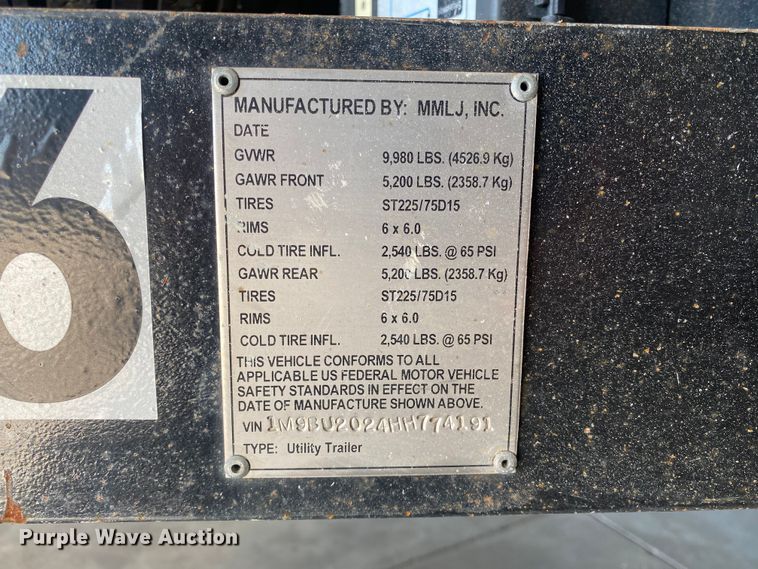 6
MANUFACTURED BY: MMLJ, INC.
DATE
GVWR 9,980 LBS. (4526.9 Kg)
GAWR FRONT 5,200 LBS. (2358.7 Kg)
TIRES ST225/75D15
RIMS 6 x 6.0
COLD TIRE INFL. 2,540 LBS. @ 65 PSI
GAWR REAR 5,200 LBS. (2358.7 Kg)
TIRES ST225/75D15
RIMS 6 x 6.0
COLD TIRE INFL. 2,540 LBS. @ 65 PSI
THIS VEHICLE CONFORMS TO ALL
APPLICABLE US FEDERAL MOTOR VEHICLE
SAFETY STANDARDS IN EFFECT ON THE
DATE OF MANUFACTURE SHOWN ABOVE.
VIN 1M9BU2024HH774191
TYPE: Utility Trailer
Purple Wave Auction